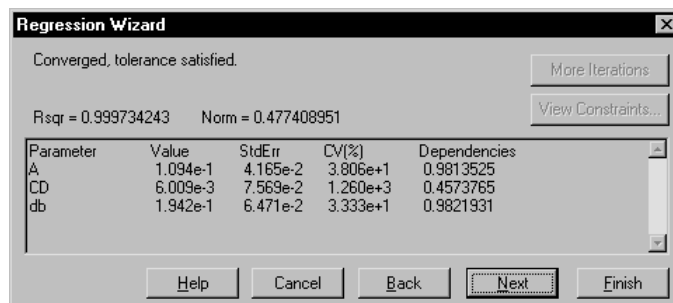 Regression Wizard
Converged, tolerance satisfied.
More Iterations
View Constraints...
Rsqr = 0.999734243 Norm = 0.477408951
Parameter Value StdErr CV(%) Dependencies
A 1.094e-1 4.165e-2 3.806e+1 0.9813525
CD 6.009e-3 7.569e-2 1.260e+3 0.4573765
db 1.942e-1 6.471e-2 3.333e+1 0.9821931
Help Cancel Back Next Finish